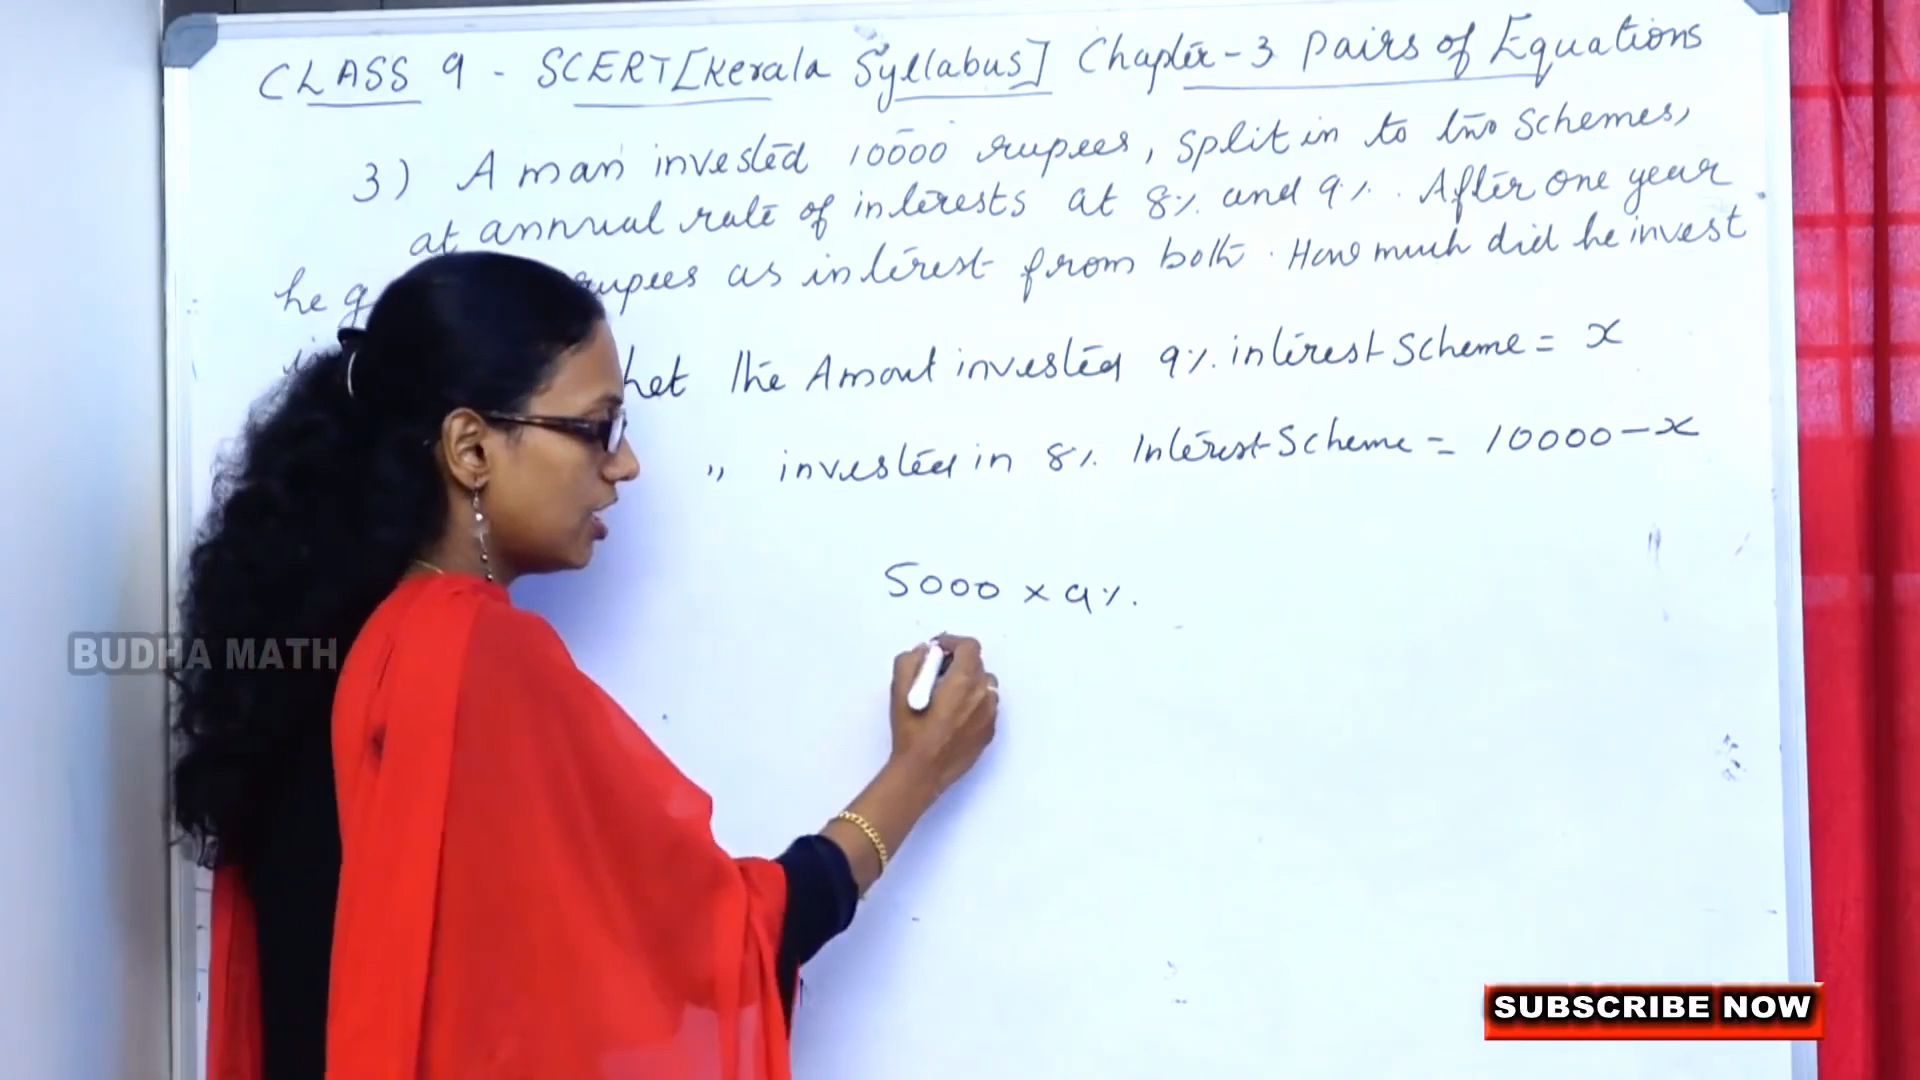 CLASS 9 - SCERT [Kerala Syllabus] Chapter - 3 Pairs of Equations
3) A man invested 10000 rupees, split in to two schemes,
at annual rate of interests at 8% and 9%. After one year
he rupees as interest from both. How much did he invest
Let the Amout invested 9% interest Scheme = x
" invested in 8% Interest Scheme = 10000 - x
5000 x 9%.
BUDHA MATH
SUBSCRIBE NOW